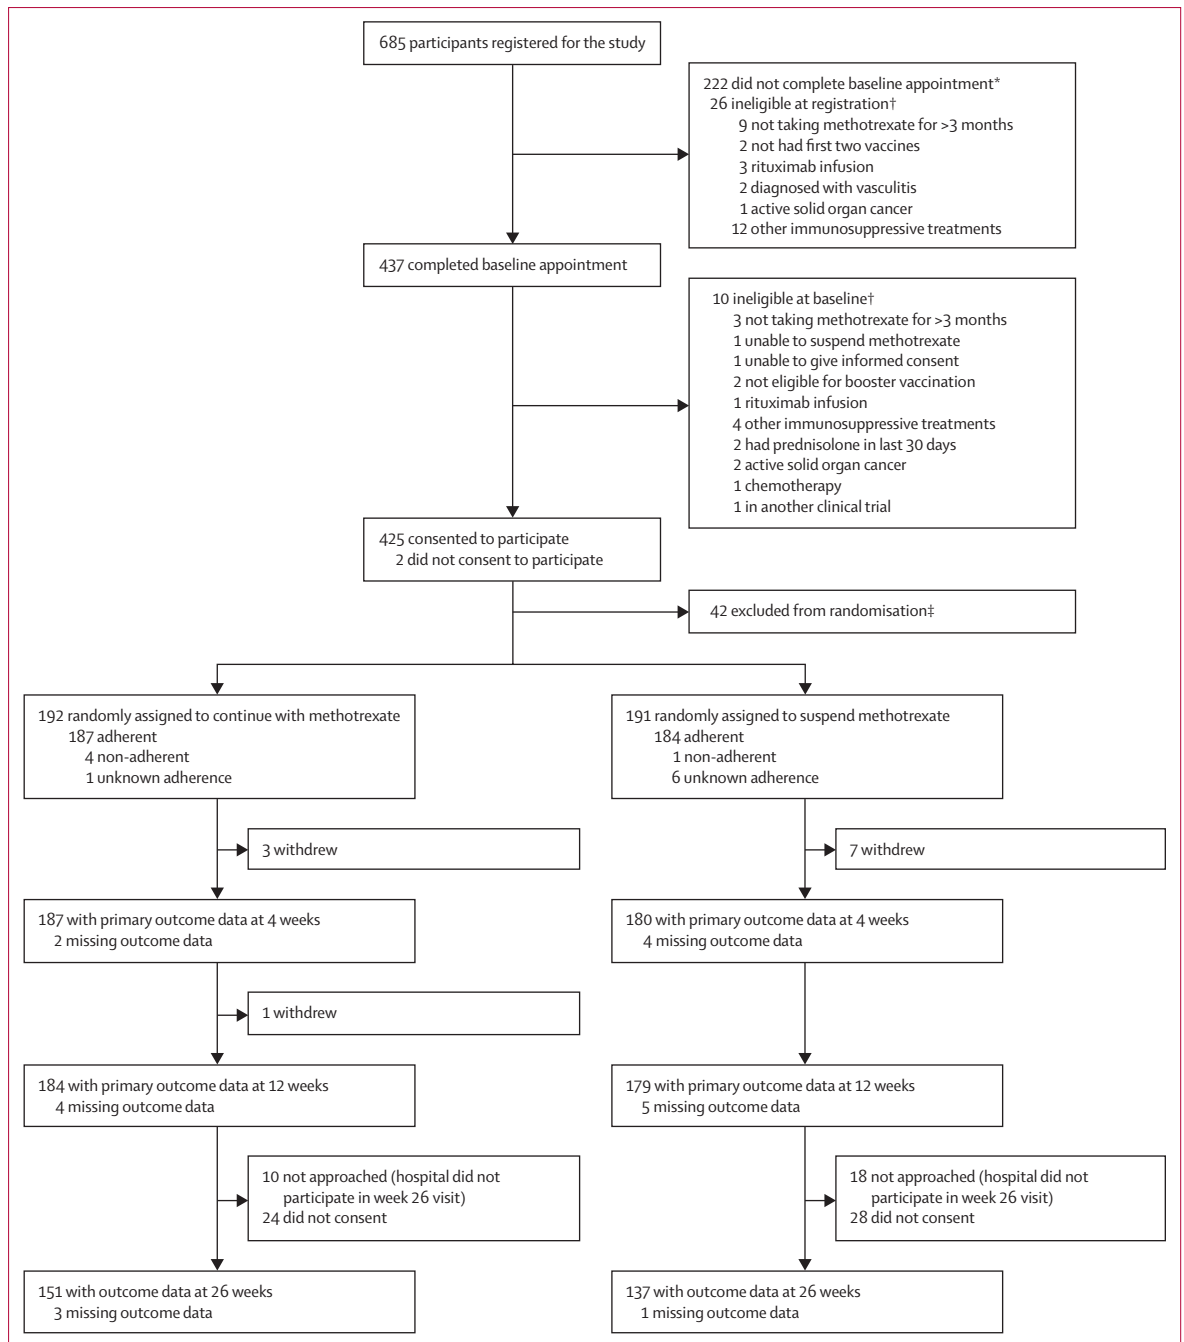 685 participants registered for the study
222 did not complete baseline appointment*
26 ineligible at registration†
9 not taking methotrexate for >3 months
2 not had first two vaccines
3 rituximab infusion
2 diagnosed with vasculitis
1 active solid organ cancer
12 other immunosuppressive treatments
437 completed baseline appointment
10 ineligible at baseline†
3 not taking methotrexate for >3 months
1 unable to suspend methotrexate
1 unable to give informed consent
2 not eligible for booster vaccination
1 rituximab infusion
4 other immunosuppressive treatments
2 had prednisolone in last 30 days
2 active solid organ cancer
1 chemotherapy
1 in another clinical trial
425 consented to participate
2 did not consent to participate
42 excluded from randomisation‡
192 randomly assigned to continue with methotrexate
187 adherent
4 non-adherent
1 unknown adherence
191 randomly assigned to suspend methotrexate
184 adherent
1 non-adherent
6 unknown adherence
3 withdrew
7 withdrew
187 with primary outcome data at 4 weeks
2 missing outcome data
180 with primary outcome data at 4 weeks
4 missing outcome data
1 withdrew
184 with primary outcome data at 12 weeks
4 missing outcome data
179 with primary outcome data at 12 weeks
5 missing outcome data
10 not approached (hospital did not
participate in week 26 visit)
24 did not consent
18 not approached (hospital did not
participate in week 26 visit)
28 did not consent
151 with outcome data at 26 weeks
3 missing outcome data
137 with outcome data at 26 weeks
1 missing outcome data